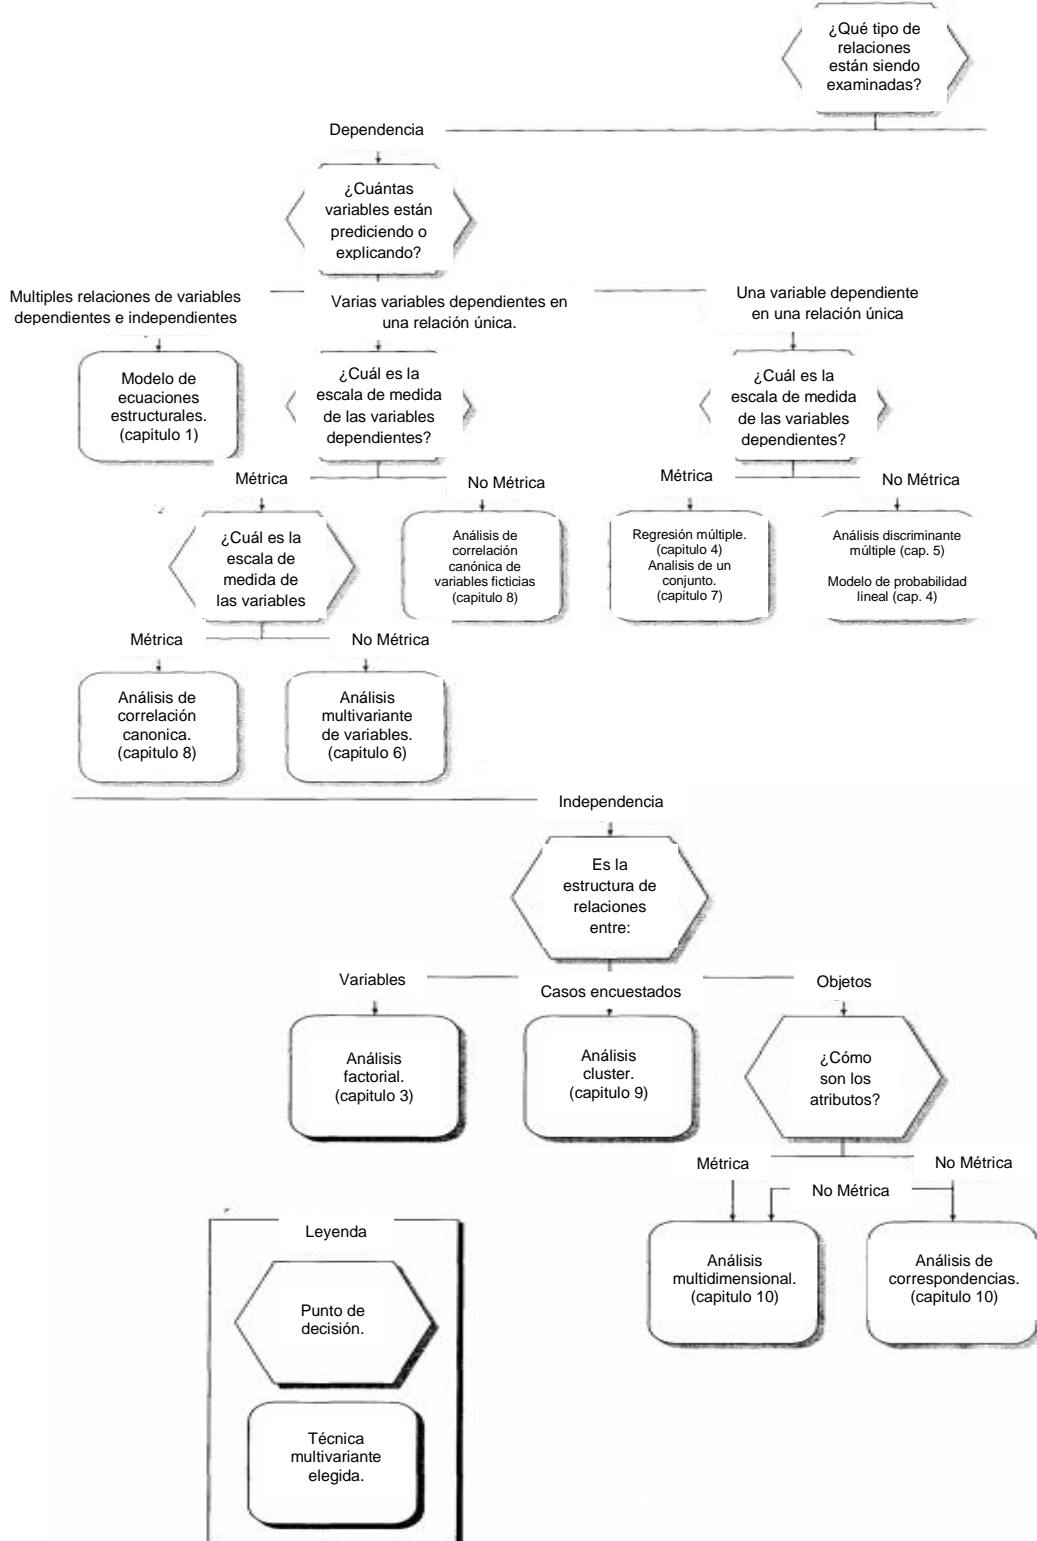 ¿Qué tipo de
relaciones
están siendo
examinadas?
Dependencia
¿Cuántas
variables están
prediciendo o
explicando?
Multiples relaciones de variables
dependientes e independientes
Varias variables dependientes en
una relación única.
Una variable dependiente
en una relación única
Modelo de
ecuaciones
estructurales.
(capitulo 1)
¿Cuál es la
escala de medida
de las variables
dependientes?
¿Cuál es la
escala de medida
de las variables
dependientes?
Métrica
No Métrica
Métrica
No Métrica
¿Cuál es la
escala de
medida de
las variables
Análisis de
correlación
canónica de
variables ficticias
(capitulo 8)
Regresión múltiple.
(capitulo 4)
Analisis de un
conjunto.
(capitulo 7)
Análisis discriminante
múltiple (cap. 5)
Modelo de probabilidad
lineal (cap. 4)
Métrica
No Métrica
Análisis de
correlación
canonica.
(capitulo 8)
Análisis
multivariante
de variables.
(capitulo 6)
Independencia
Es la
estructura de
relaciones
entre:
Variables
Casos encuestados
Objetos
Análisis
factorial.
(capitulo 3)
Análisis
cluster.
(capitulo 9)
¿Cómo
son los
atributos?
Métrica
No Métrica
No Métrica
Análisis
multidimensional.
(capitulo 10)
Análisis de
correspondencias.
(capitulo 10)
Leyenda
Punto de
decisión.
Técnica
multivariante
elegida.